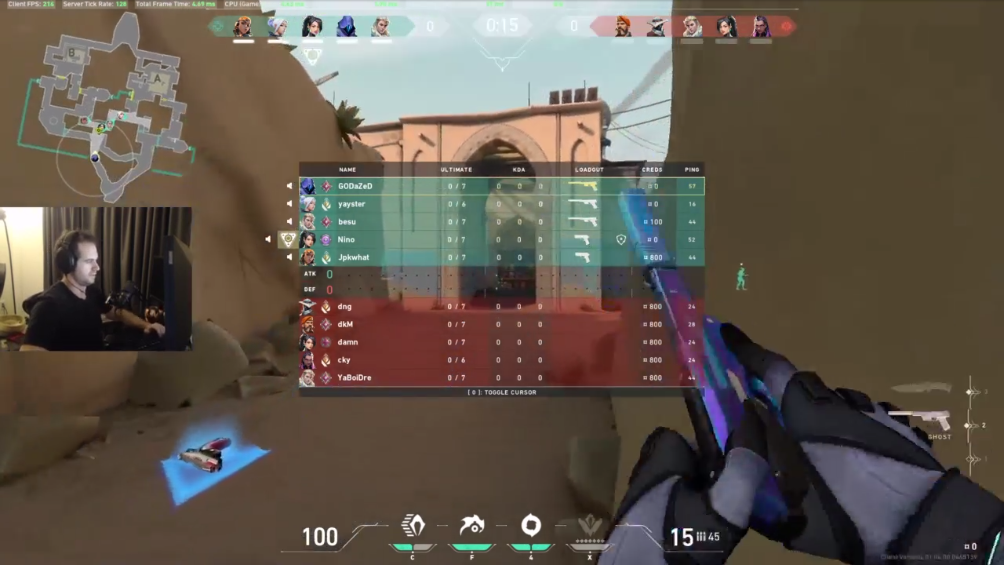 Client FPS: 216 Server Tick Rate: 128 Total Frame Time: 4.69 ms CPU (Game
0 0:15 0
B
A
NAME ULTIMATE KDA LOADOUT CREDS PING
GODaZeD 0 / 7 0 0 0 0 57
yayster 0 / 6 0 0 0 0 16
besu 0 / 7 0 0 0 100 44
Nino 0 / 7 0 0 0 0 52
Jpkwhat 0 / 7 0 0 0 800 44
ATK 0
DEF 0
dng 0 / 7 0 0 0 800 24
dkM 0 / 7 0 0 0 800 28
damn 0 / 7 0 0 0 800 24
cky 0 / 6 0 0 0 800 24
YaBoiDre 0 / 7 0 0 0 800 44
[ 0 ]: TOGGLE CURSOR
2
GHOST
100 15 45
C F 4 X
0